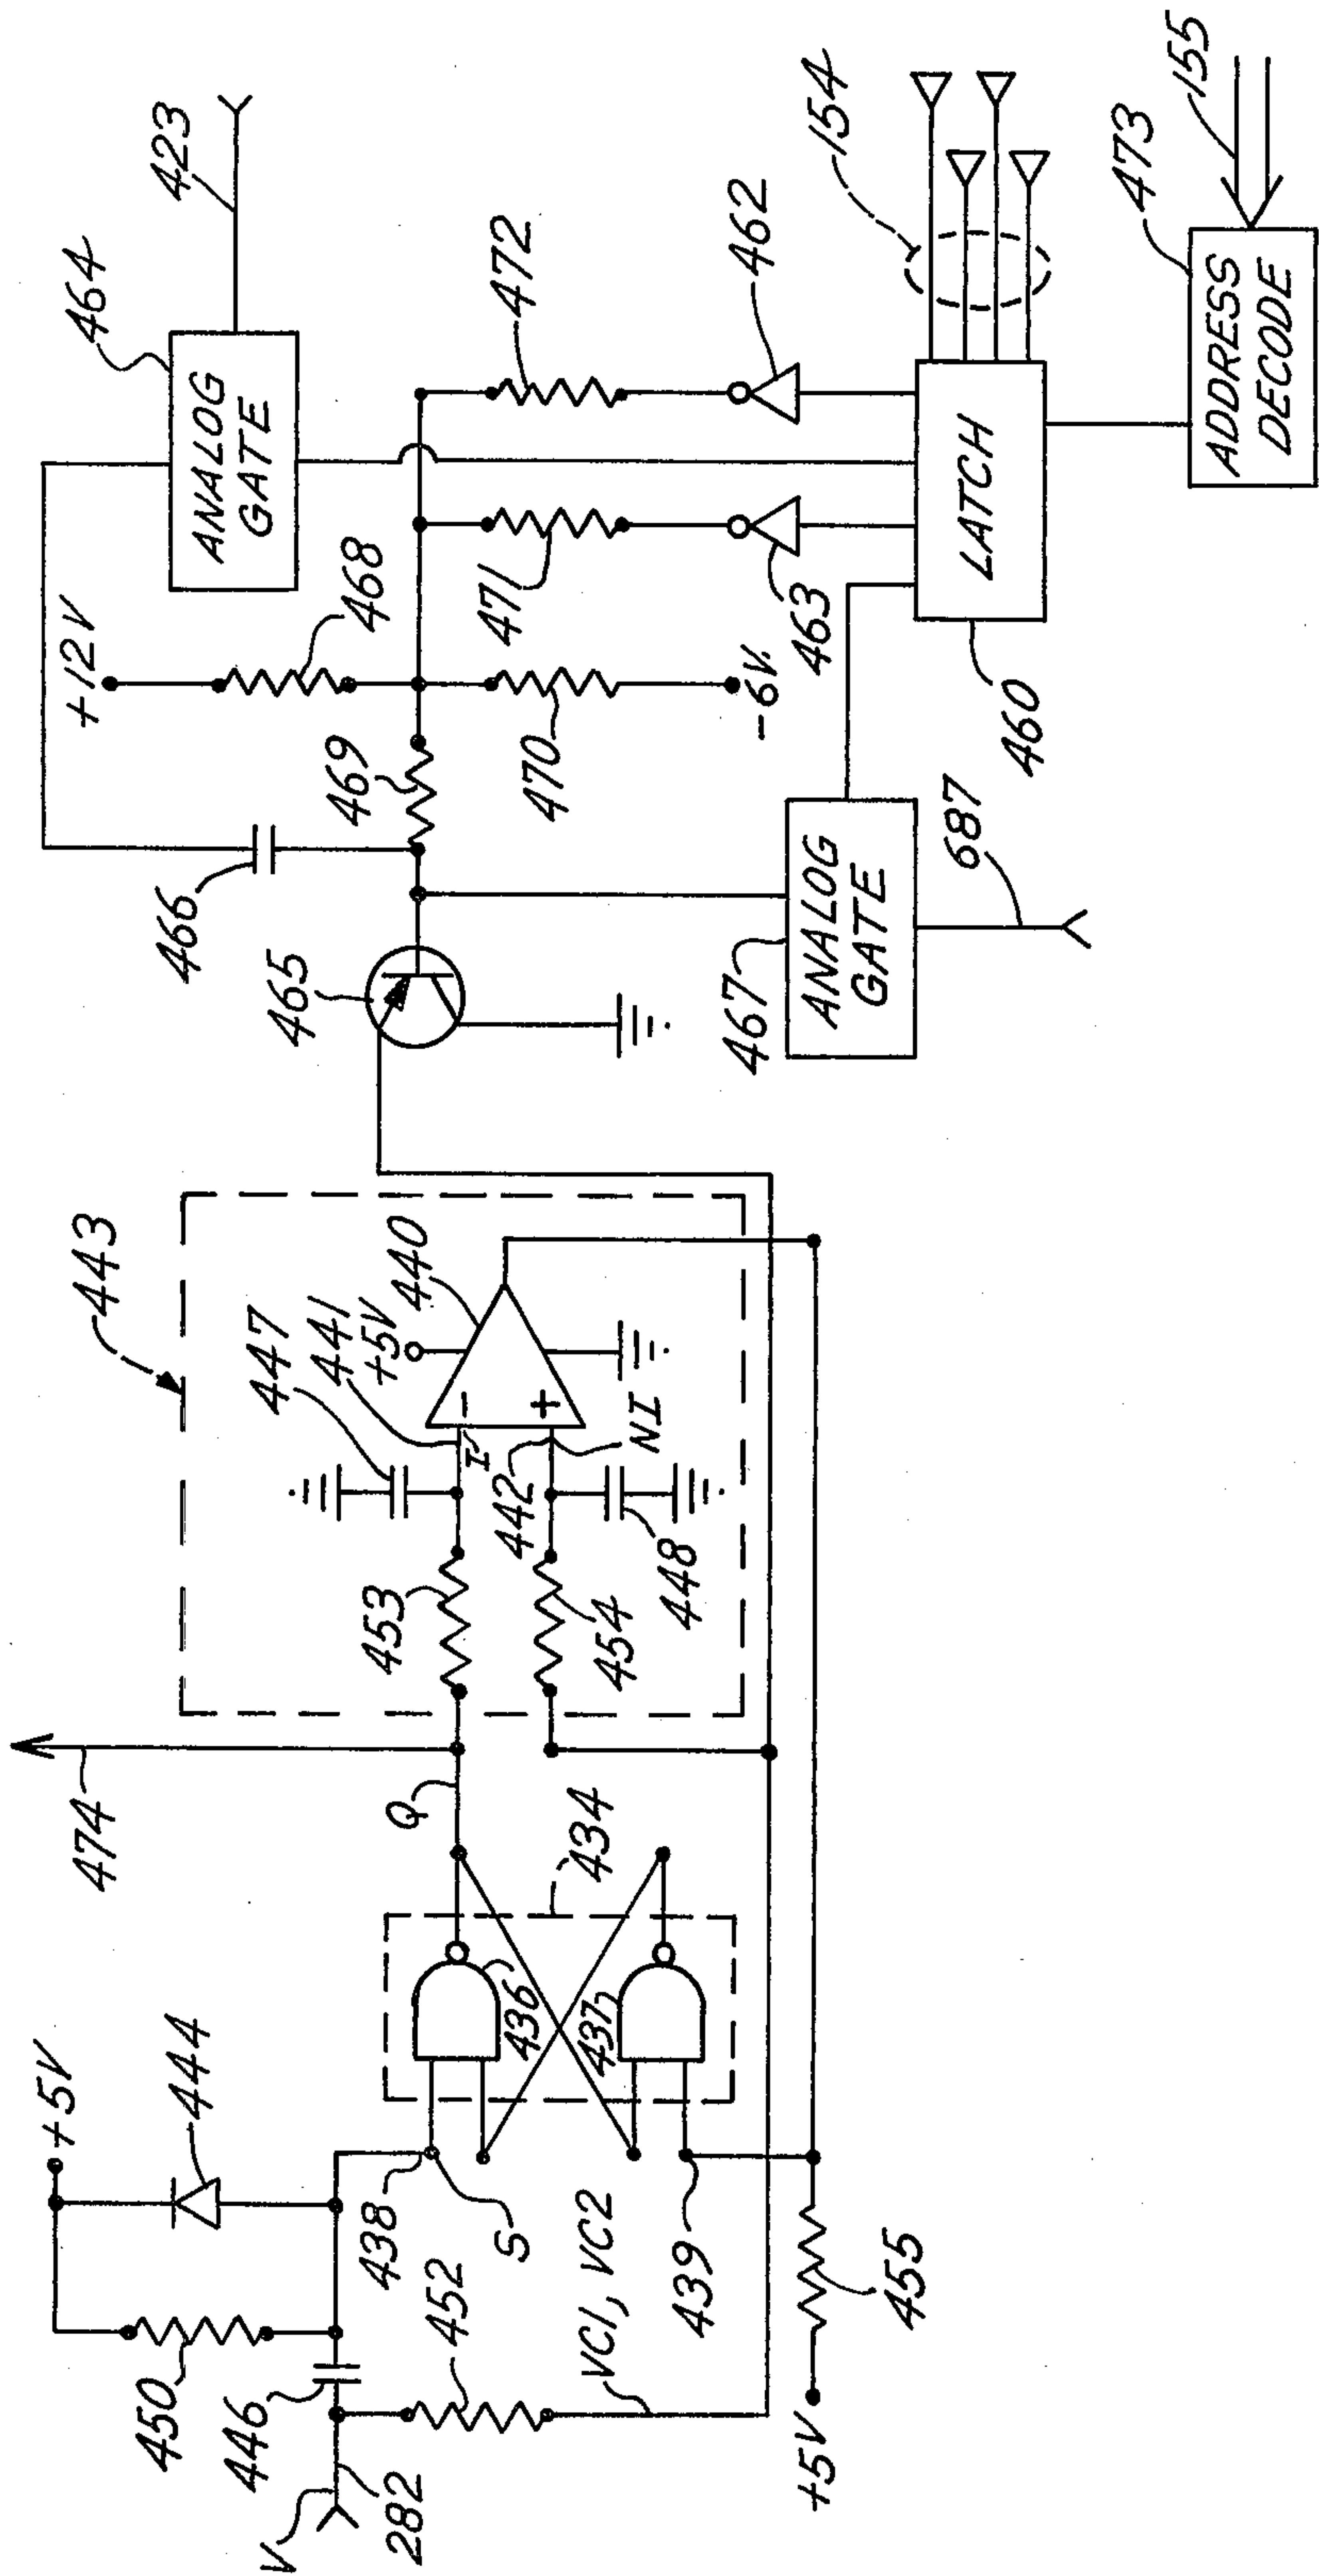 474
443
464
423
+5V
444
450
446
V
282
452
438
S
VC1, VC2
439
436
437
434
Q
453
454
447
441
+5V
440
I
442
NI
448
455
+5V
466
465
469
+12V
468
ANALOG
GATE
470
-6V.
471
472
463
462
467
ANALOG
GATE
687
LATCH
460
154
473
155
ADDRESS
DECODE